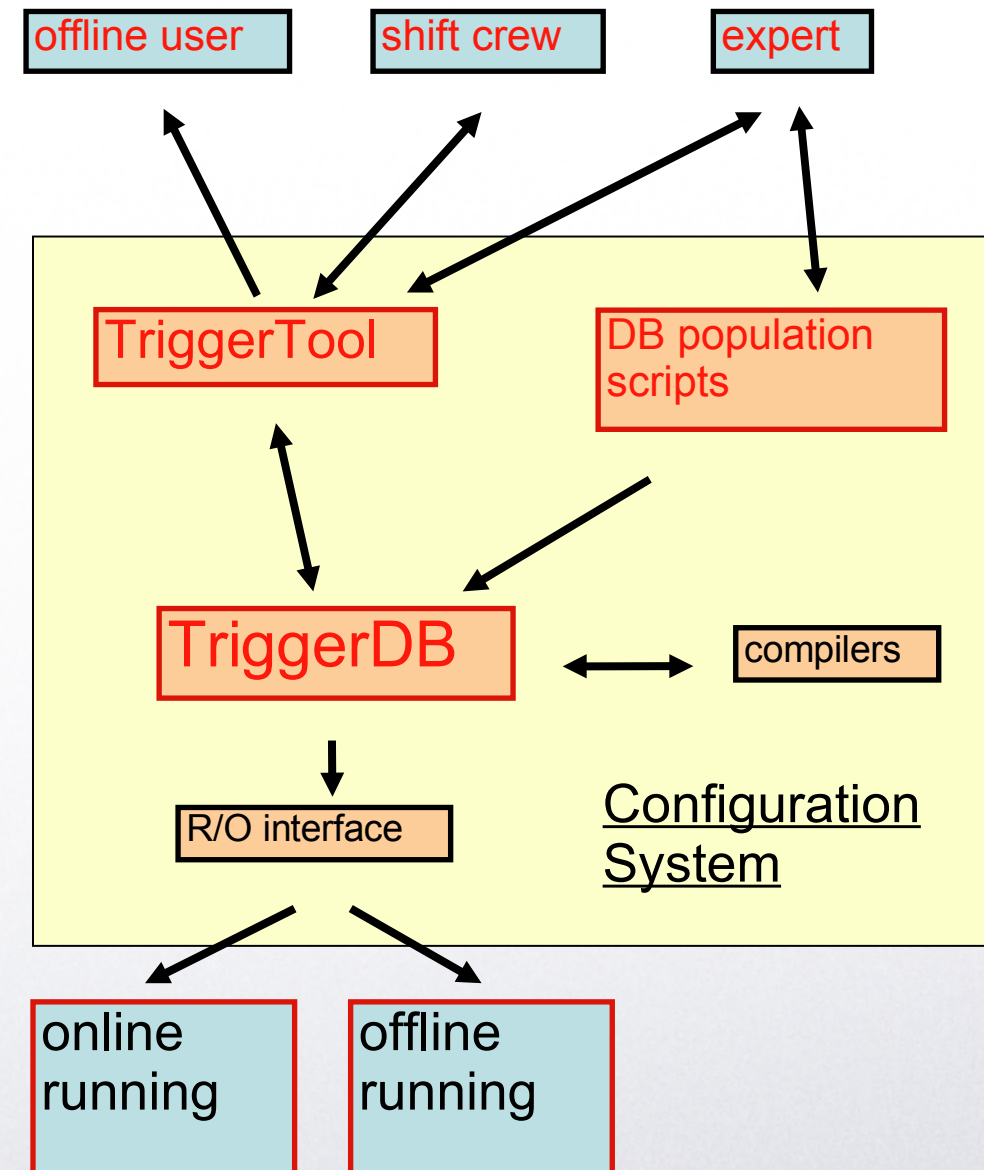 offline user
shift crew
expert
TriggerTool
DB population
scripts
TriggerDB
compilers
R/O interface
Configuration
System
online
running
offline
running